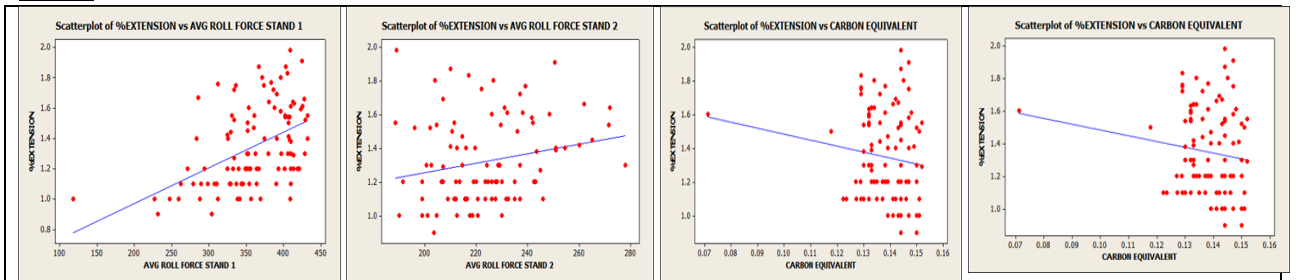 Scatterplot of %EXTENSION vs AVG ROLL FORCE STAND 1
2.0
1.8
1.6
1.4
1.2
1.0
0.8
%EXTENSION
100 150 200 250 300 350 400 450
AVG ROLL FORCE STAND 1
Scatterplot of %EXTENSION vs AVG ROLL FORCE STAND 2
2.0
1.8
1.6
1.4
1.2
1.0
%EXTENSION
200 220 240 260 280
AVG ROLL FORCE STAND 2
Scatterplot of %EXTENSION vs CARBON EQUIVALENT
2.0
1.8
1.6
1.4
1.2
1.0
%EXTENSION
0.07 0.08 0.09 0.10 0.11 0.12 0.13 0.14 0.15 0.16
CARBON EQUIVALENT
Scatterplot of %EXTENSION vs CARBON EQUIVALENT
2.0
1.8
1.6
1.4
1.2
1.0
%EXTENSION
0.07 0.08 0.09 0.10 0.11 0.12 0.13 0.14 0.15 0.16
CARBON EQUIVALENT